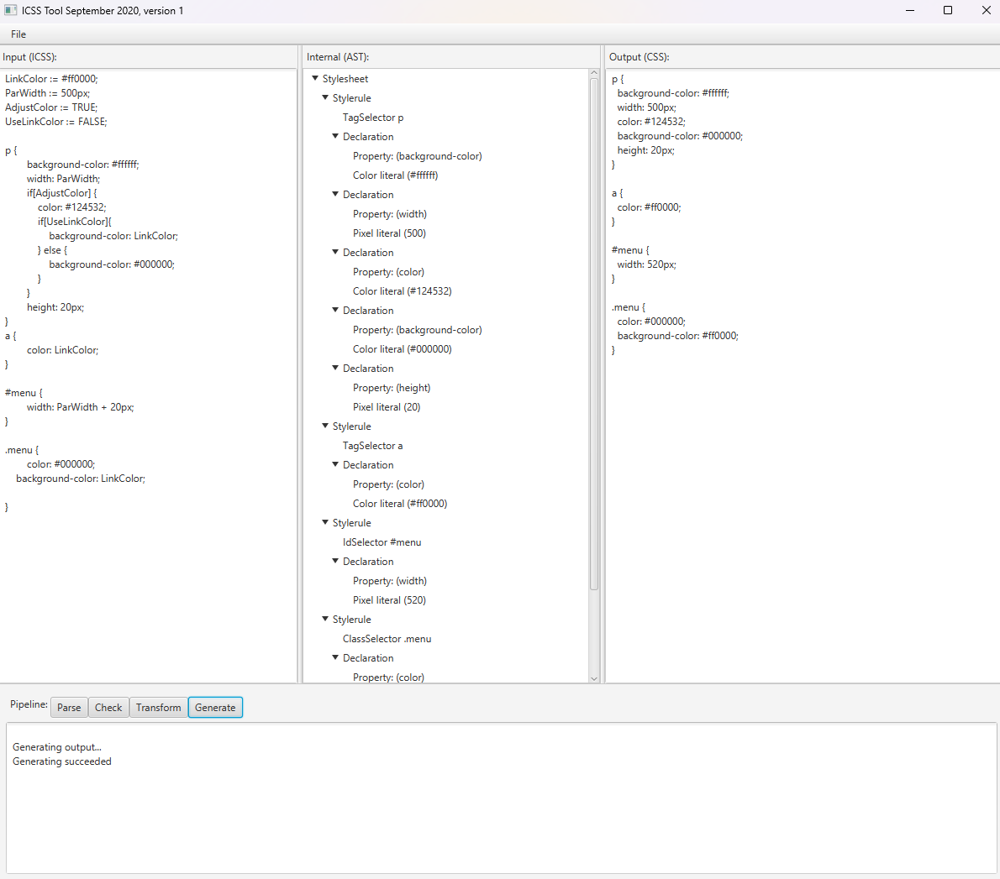 ICSS Tool September 2020, version 1
File
Input (ICSS):
LinkColor := #ff0000;
ParWidth := 500px;
AdjustColor := TRUE;
UseLinkColor := FALSE;
p {
background-color: #ffffff;
width: ParWidth;
if[AdjustColor] {
color: #124532;
if[UseLinkColor]{
background-color: LinkColor;
} else {
background-color: #000000;
}
}
height: 20px;
}
a {
color: LinkColor;
}
#menu {
width: ParWidth + 20px;
}
.menu {
color: #000000;
background-color: LinkColor;
}
Internal (AST):
Stylesheet
Stylerule
TagSelector p
Declaration
Property: (background-color)
Color literal (#ffffff)
Declaration
Property: (width)
Pixel literal (500)
Declaration
Property: (color)
Color literal (#124532)
Declaration
Property: (background-color)
Color literal (#000000)
Declaration
Property: (height)
Pixel literal (20)
Stylerule
TagSelector a
Declaration
Property: (color)
Color literal (#ff0000)
Stylerule
IdSelector #menu
Declaration
Property: (width)
Pixel literal (520)
Stylerule
ClassSelector .menu
Declaration
Property: (color)
Output (CSS):
p {
background-color: #ffffff;
width: 500px;
color: #124532;
background-color: #000000;
height: 20px;
}
a {
color: #ff0000;
}
#menu {
width: 520px;
}
.menu {
color: #000000;
background-color: #ff0000;
}
Pipeline: Parse Check Transform Generate
Generating output...
Generating succeeded